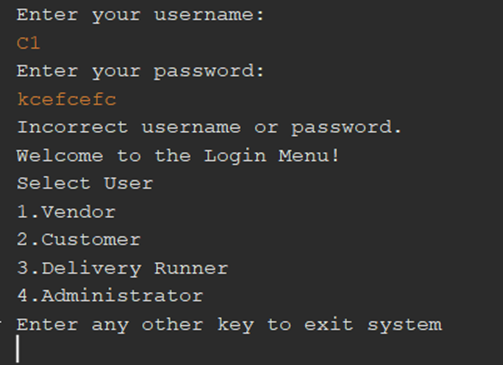 Enter your username:
C1
Enter your password:
kcefcefc
Incorrect username or password.
Welcome to the Login Menu!
Select User
1.Vendor
2.Customer
3.Delivery Runner
4.Administrator
Enter any other key to exit system